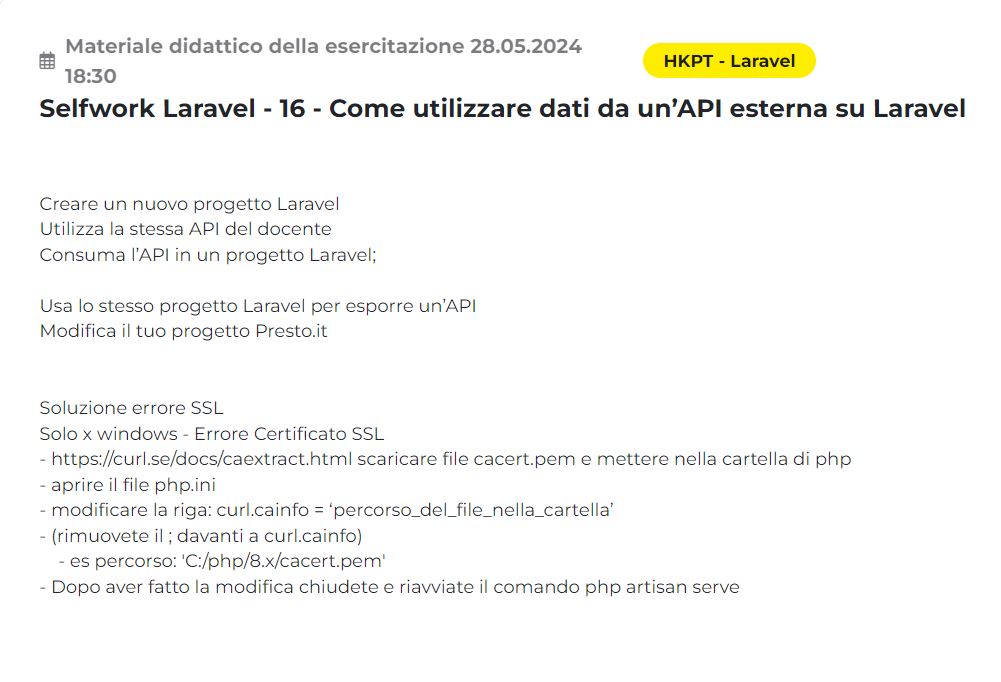 Materiale didattico della esercitazione 28.05.2024
18:30
HKPT - Laravel
Selfwork Laravel - 16 - Come utilizzare dati da un’API esterna su Laravel
Creare un nuovo progetto Laravel
Utilizza la stessa API del docente
Consuma l’API in un progetto Laravel;
Usa lo stesso progetto Laravel per esporre un’API
Modifica il tuo progetto Presto.it
Soluzione errore SSL
Solo x windows - Errore Certificato SSL
- https://curl.se/docs/caextract.html scaricare file cacert.pem e mettere nella cartella di php
- aprire il file php.ini
- modificare la riga: curl.cainfo = ‘percorso_del_file_nella_cartella’
- (rimuovete il ; davanti a curl.cainfo)
- es percorso: 'C:/php/8.x/cacert.pem'
- Dopo aver fatto la modifica chiudete e riavviate il comando php artisan serve